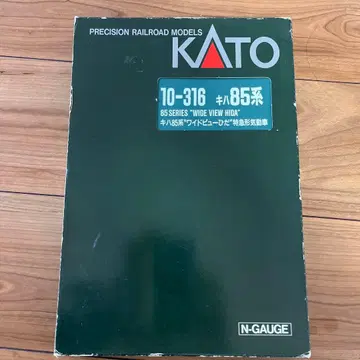 PRECISION RAILROAD MODELS
KATO
10-316 キハ85系
85 SERIES "WIDE VIEW HIDA"
キハ85系"ワイドビューひだ"特急形気動車
N-GAUGE